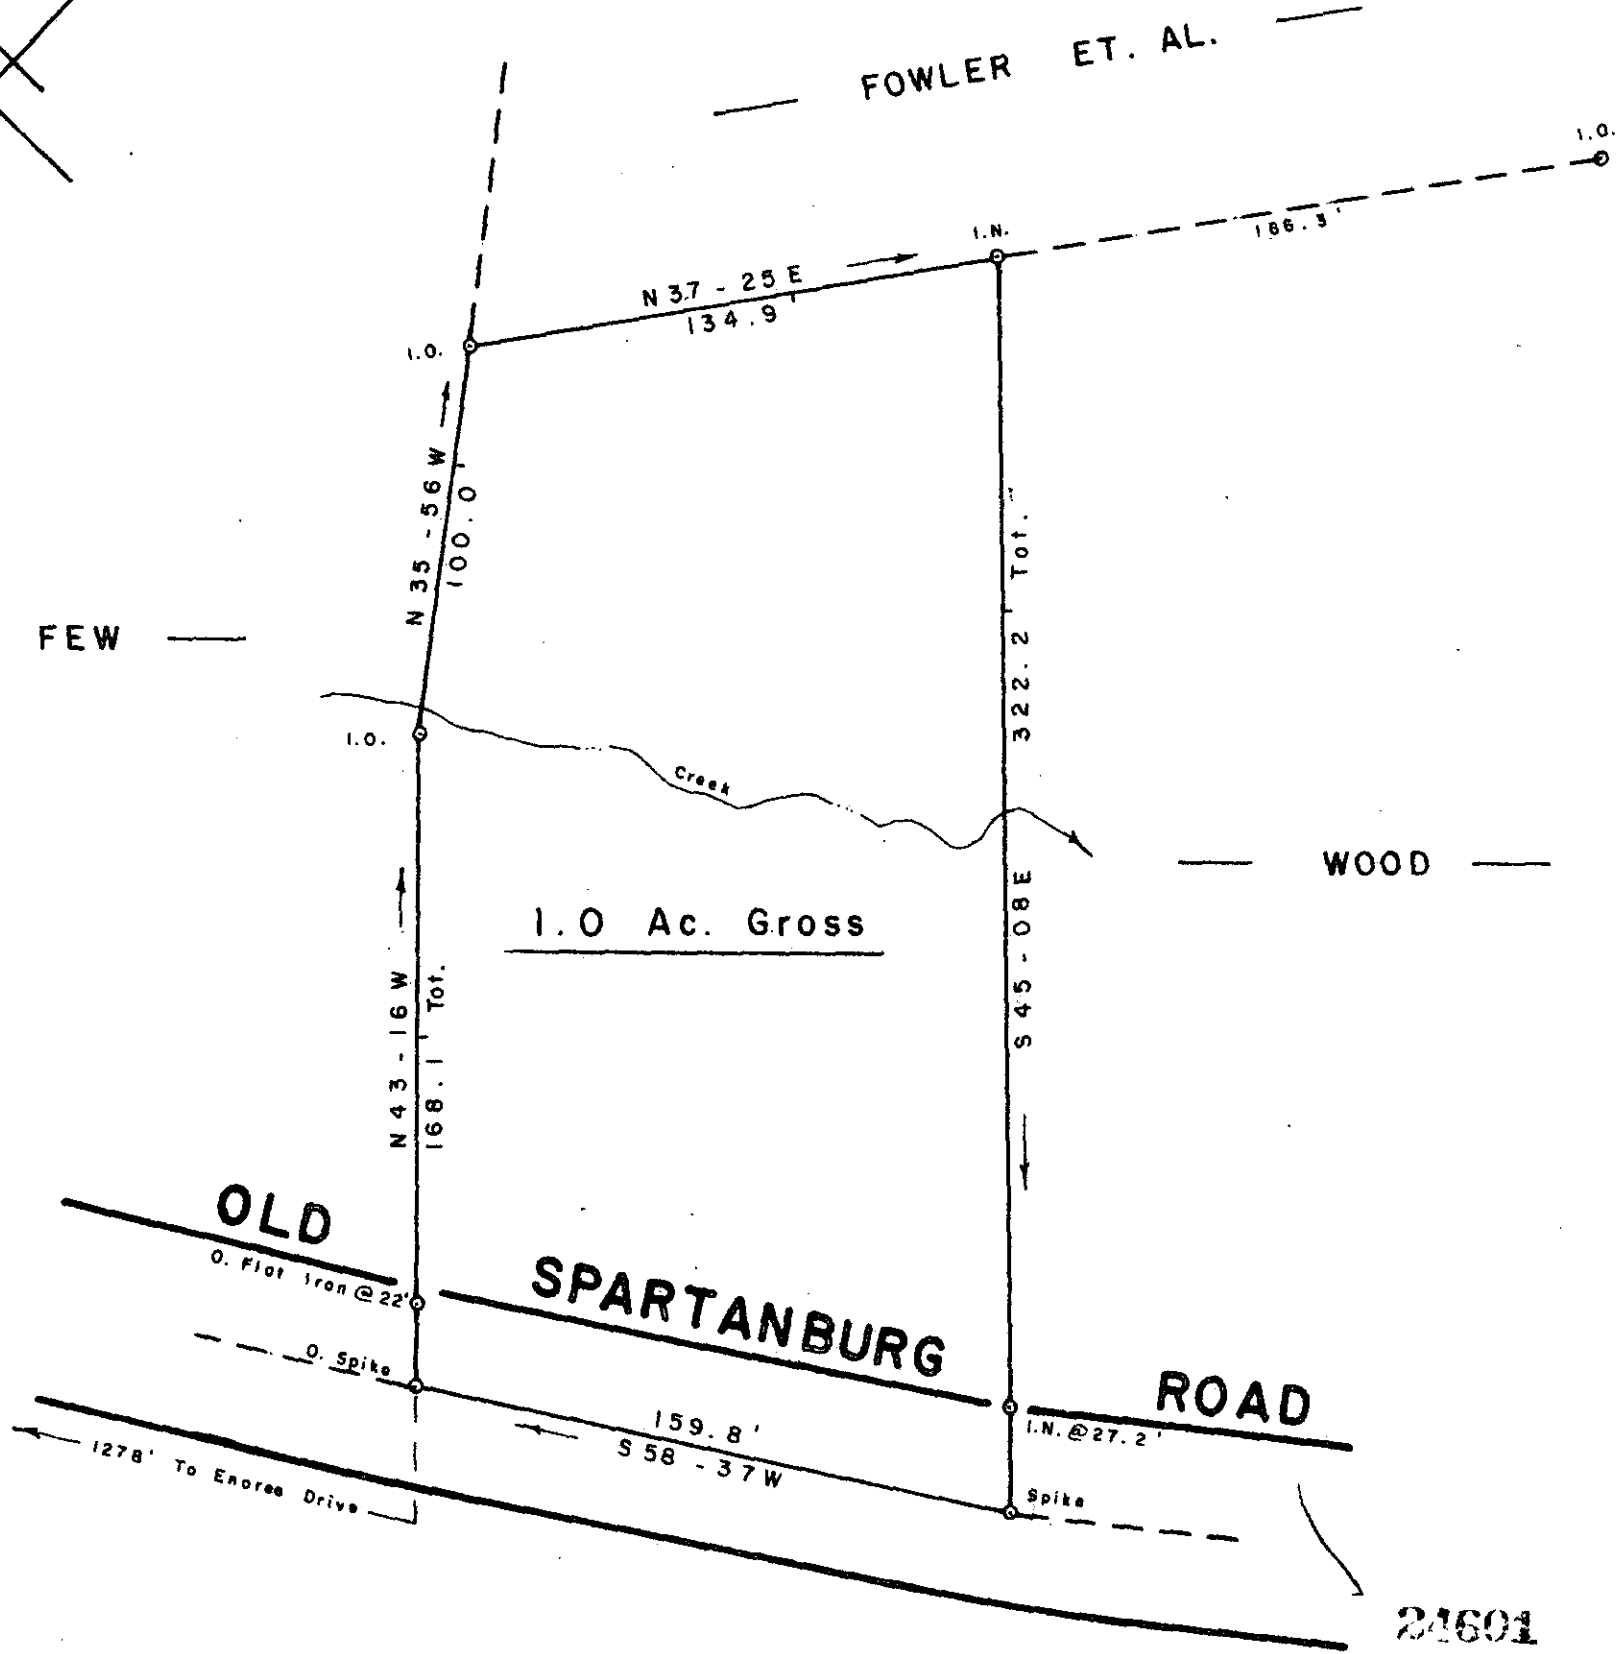 FOWLER ET. AL.
I.O.
I.N.
186.3'
N 37 - 25 E
134.9'
I.O.
N 35 - 56 W
100.0'
322.2' Tot.
FEW
I.O.
Creek
WOOD
S 45 - 08 E
1.0 Ac. Gross
N 43 - 16 W
168.1' Tot.
OLD SPARTANBURG ROAD
O. Flat Iron @ 22'
O. Spike
159.8'
S 58 - 37 W
I.N. @ 27.2'
1278' To Enoree Drive
Spike
24601